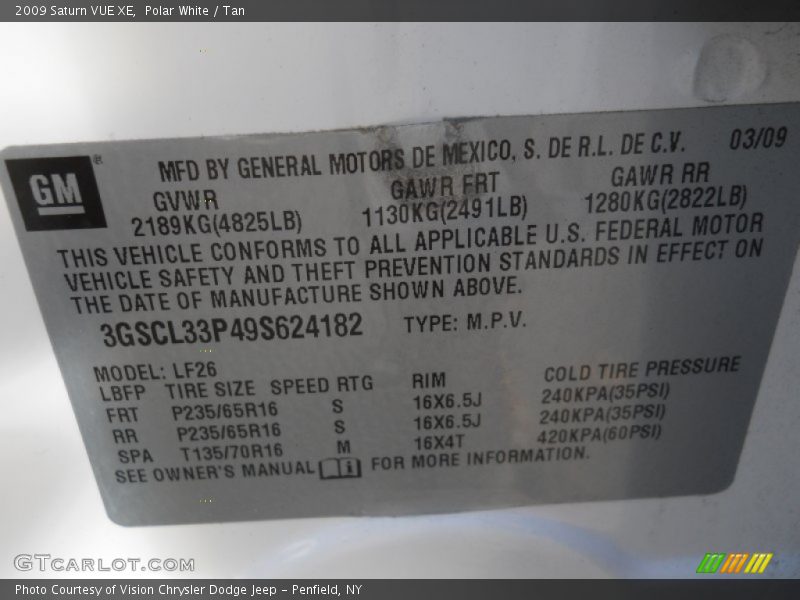 2009 Saturn VUE XE, Polar White / Tan
GM®
MFD BY GENERAL MOTORS DE MEXICO, S. DE R.L. DE C.V. 03/09
GVWR GAWR FRT GAWR RR
2189KG(4825LB) 1130KG(2491LB) 1280KG(2822LB)
THIS VEHICLE CONFORMS TO ALL APPLICABLE U.S. FEDERAL MOTOR
VEHICLE SAFETY AND THEFT PREVENTION STANDARDS IN EFFECT ON
THE DATE OF MANUFACTURE SHOWN ABOVE.
3GSCL33P49S624182 TYPE: M.P.V.
MODEL: LF26
LBFP TIRE SIZE SPEED RTG RIM COLD TIRE PRESSURE
FRT P235/65R16 S 16X6.5J 240KPA(35PSI)
RR P235/65R16 S 16X6.5J 240KPA(35PSI)
SPA T135/70R16 M 16X4T 420KPA(60PSI)
SEE OWNER'S MANUAL FOR MORE INFORMATION.
GTCARLOT.COM
Photo Courtesy of Vision Chrysler Dodge Jeep - Penfield, NY